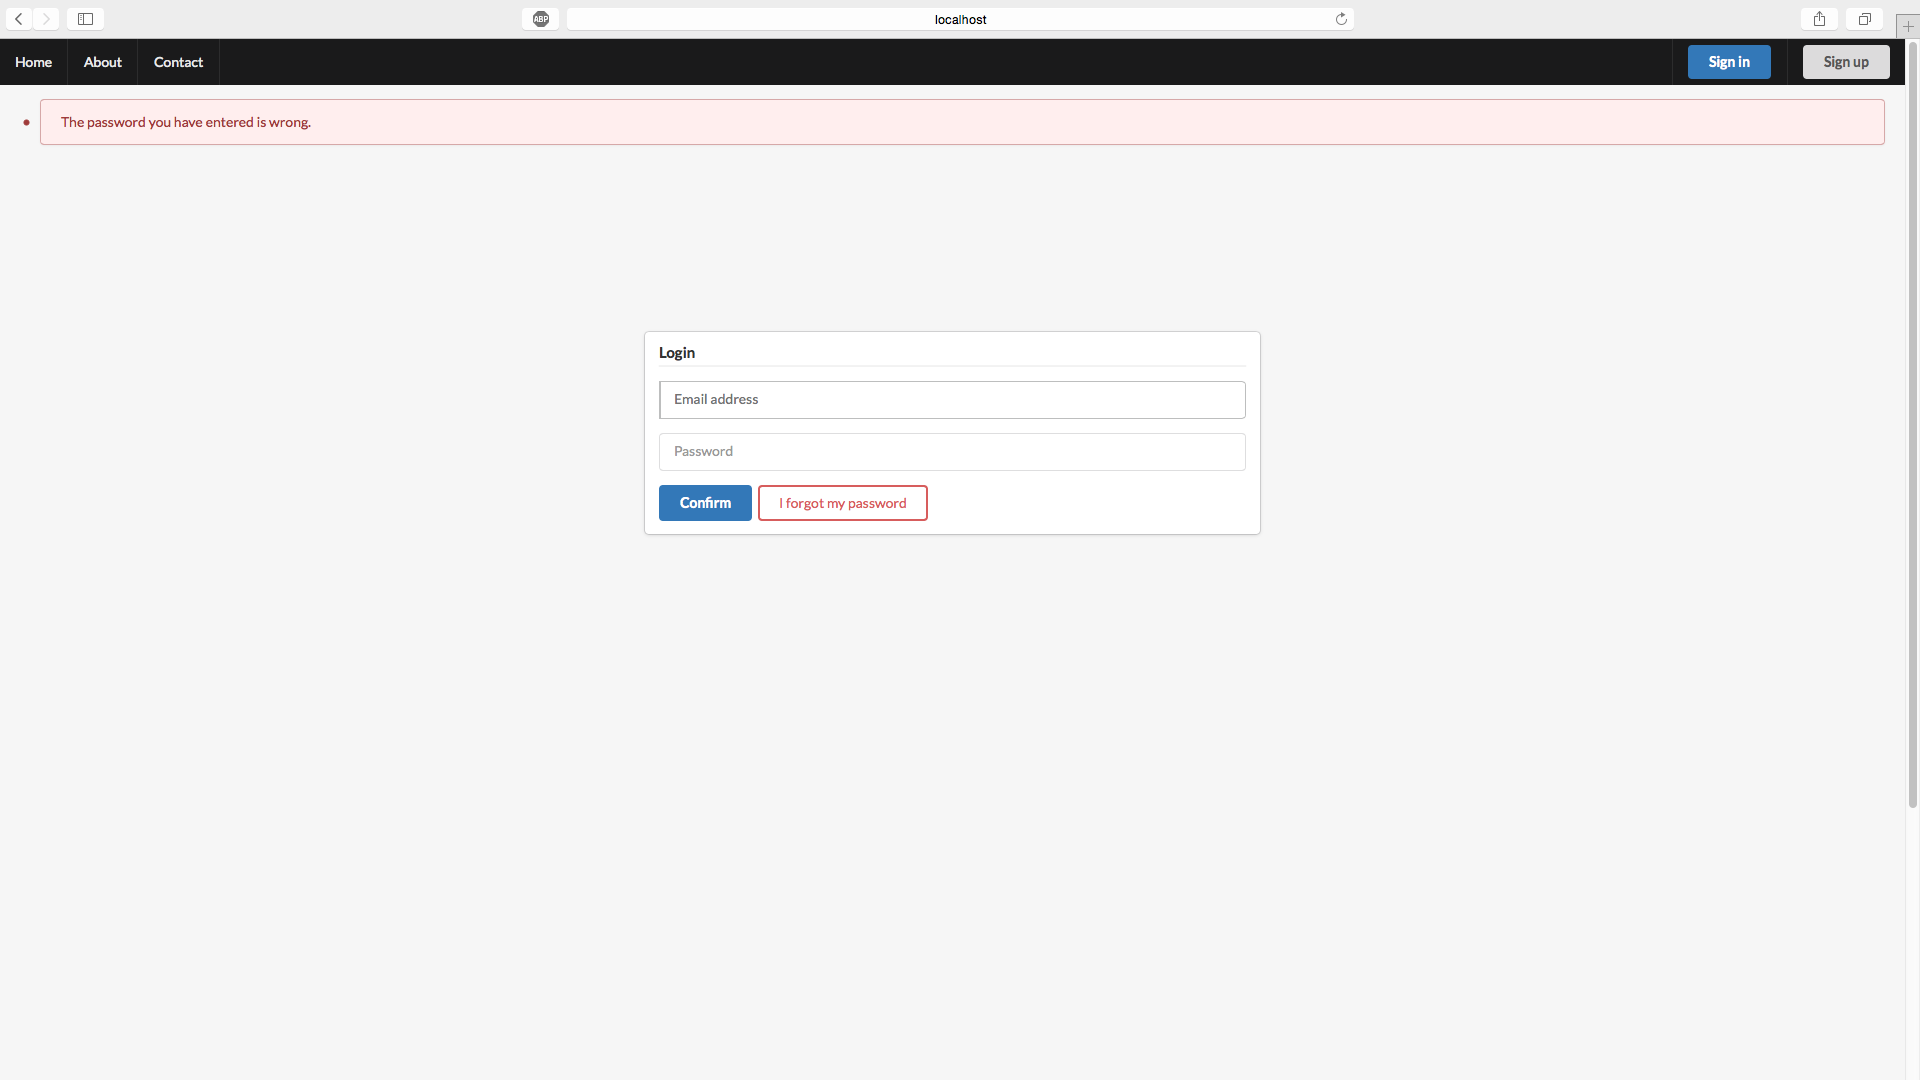 ABP
localhost
Home
About
Contact
Sign in
Sign up
The password you have entered is wrong.
Login
Email address
Password
Confirm
I forgot my password